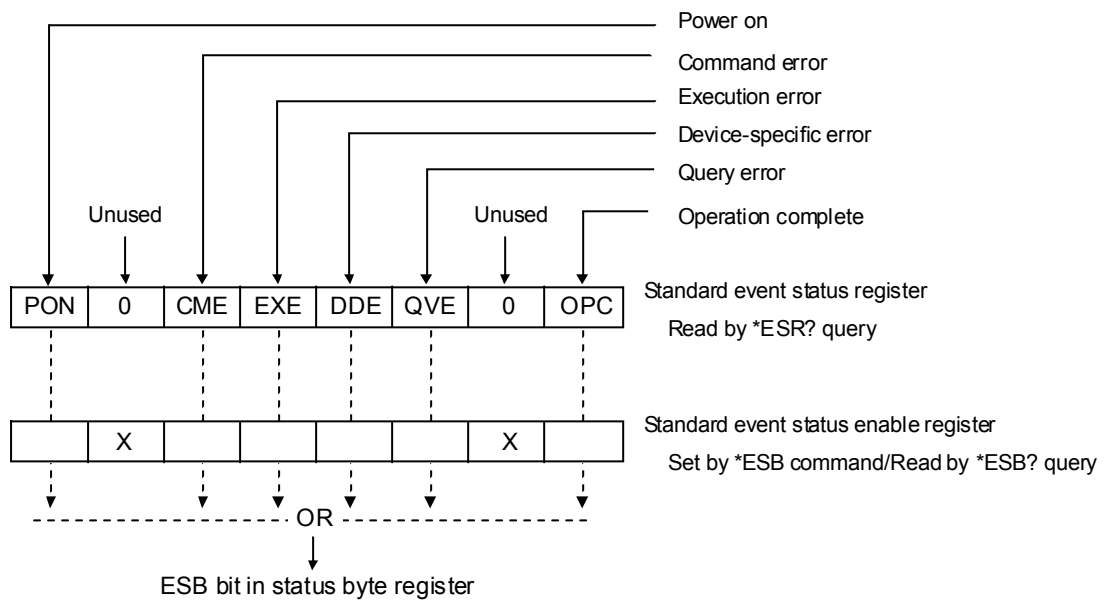 Power on
Command error
Execution error
Device-specific error
Query error
Unused
Unused
Operation complete
PON 0 CME EXE DDE QVE 0 OPC
Standard event status register
Read by *ESR? query
X X
Standard event status enable register
Set by *ESB command/Read by *ESB? query
OR
ESB bit in status byte register